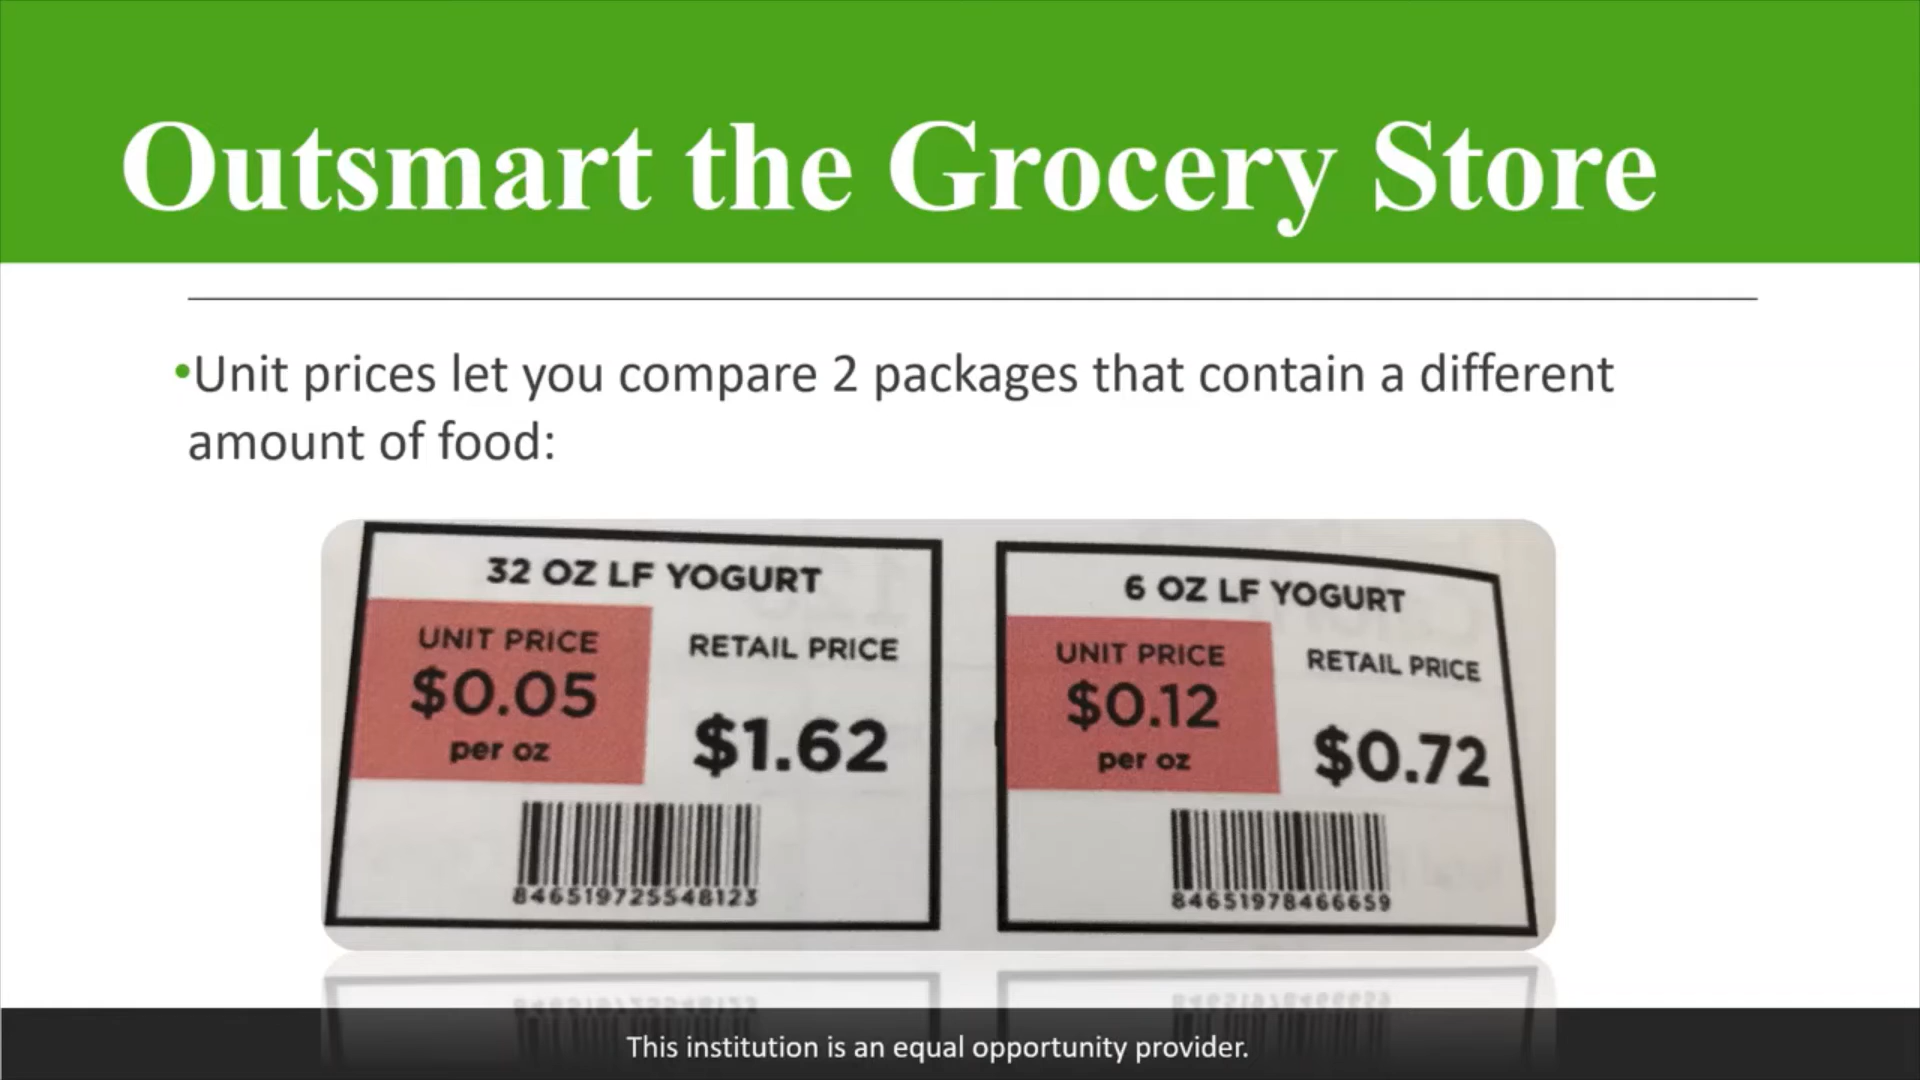 Outsmart the Grocery Store
•Unit prices let you compare 2 packages that contain a different
amount of food:
32 OZ LF YOGURT
UNIT PRICE
$0.05
per oz
RETAIL PRICE
$1.62
846519725548123
6 OZ LF YOGURT
UNIT PRICE
$0.12
per oz
RETAIL PRICE
$0.72
84651978466659
This institution is an equal opportunity provider.